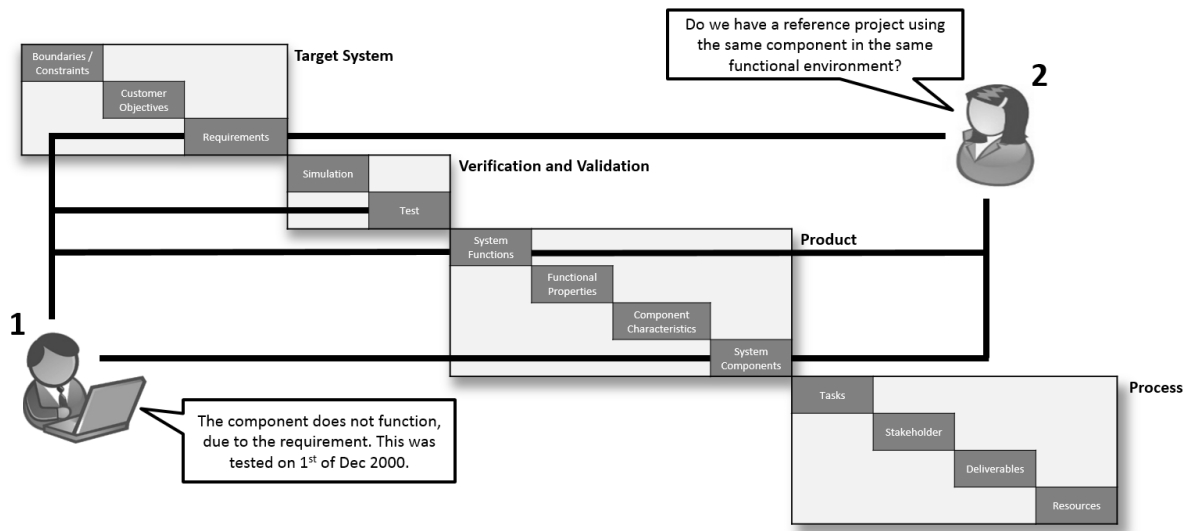 Do we have a reference project using
the same component in the same
functional environment?
2
Boundaries /
Constraints
Target System
Customer
Objectives
Requirements
Verification and Validation
Simulation
Test
System
Functions
Product
Functional
Properties
Component
Characteristics
1
System
Components
Process
Tasks
The component does not function,
due to the requirement. This was
tested on 1st of Dec 2000.
Stakeholder
Deliverables
Resources